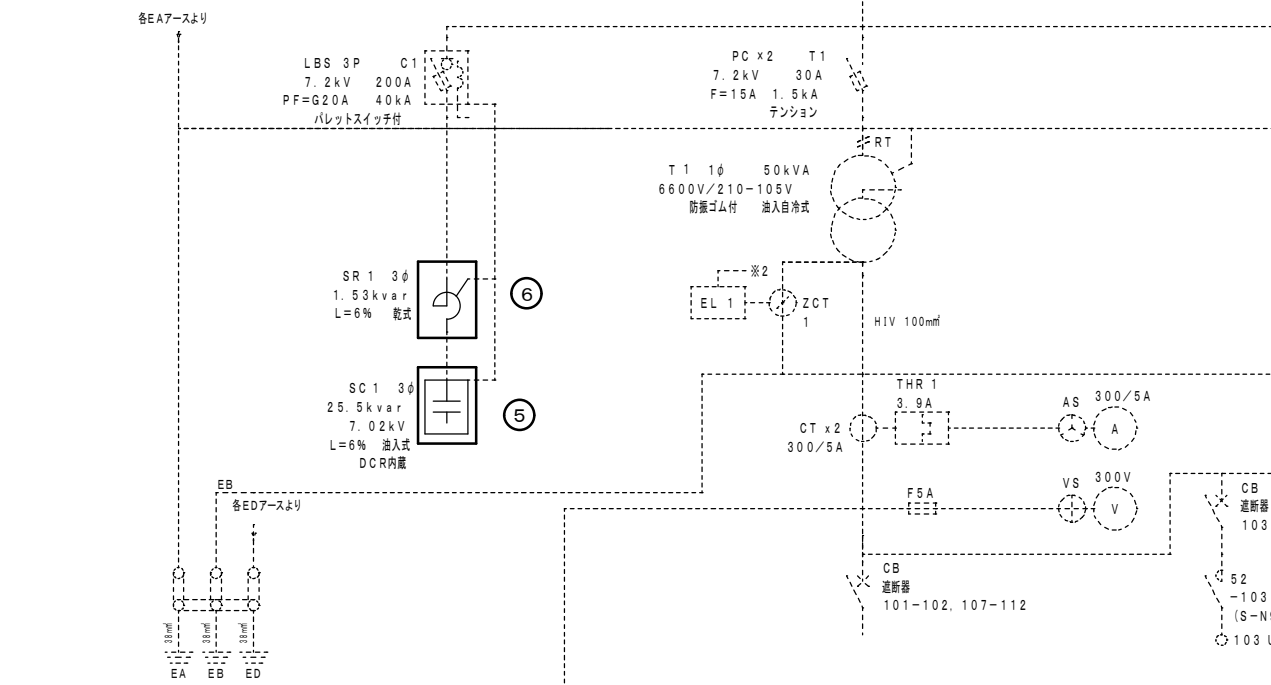 各EAアースより
LBS 3P C1
7.2kV 200A
PF=G20A 40kA
パレットスイッチ付
PC×2 T1
7.2kV 30A
F=15A 1.5kA
テンション
RT
T1 1φ 50kVA
6600V/210-105V
防振ゴム付 油入自冷式
SR1 3φ
1.53kvar
L=6% 乾式
⑥
※2
EL 1
ZCT
1
HIV 100m㎡
SC1 3φ
25.5kvar
7.02kV
L=6% 油入式
DCR内蔵
⑤
THR1
3.9A
CT×2
300/5A
AS
300/5A
A
EB
各EDアースより
F5A
VS
300V
V
CB
遮断器
103
CB
遮断器
101-102,107-112
52
-103
(S-N
103
38㎟
38㎟
38㎟
EA
EB
ED